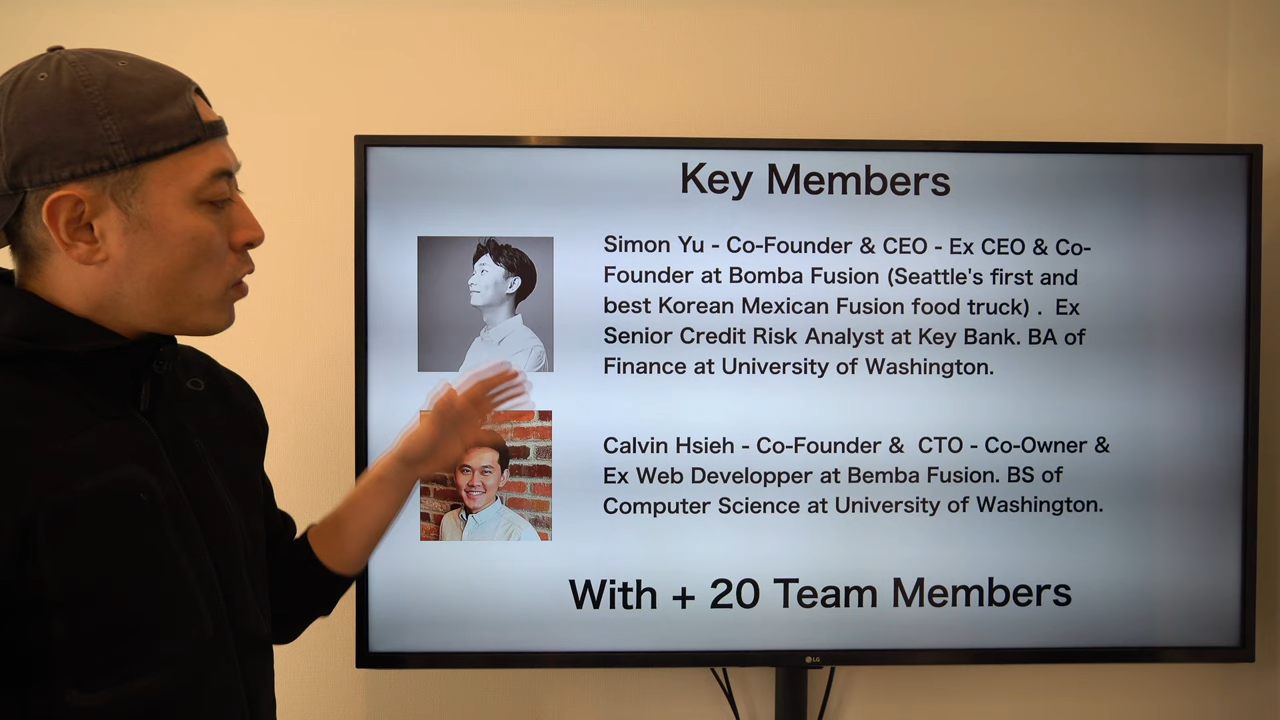 Key Members
Simon Yu - Co-Founder & CEO - Ex CEO & Co-
Founder at Bomba Fusion (Seattle's first and
best Korean Mexican Fusion food truck) . Ex
Senior Credit Risk Analyst at Key Bank. BA of
Finance at University of Washington.
Calvin Hsieh - Co-Founder & CTO - Co-Owner &
Ex Web Developper at Bemba Fusion. BS of
Computer Science at University of Washington.
With + 20 Team Members
LG